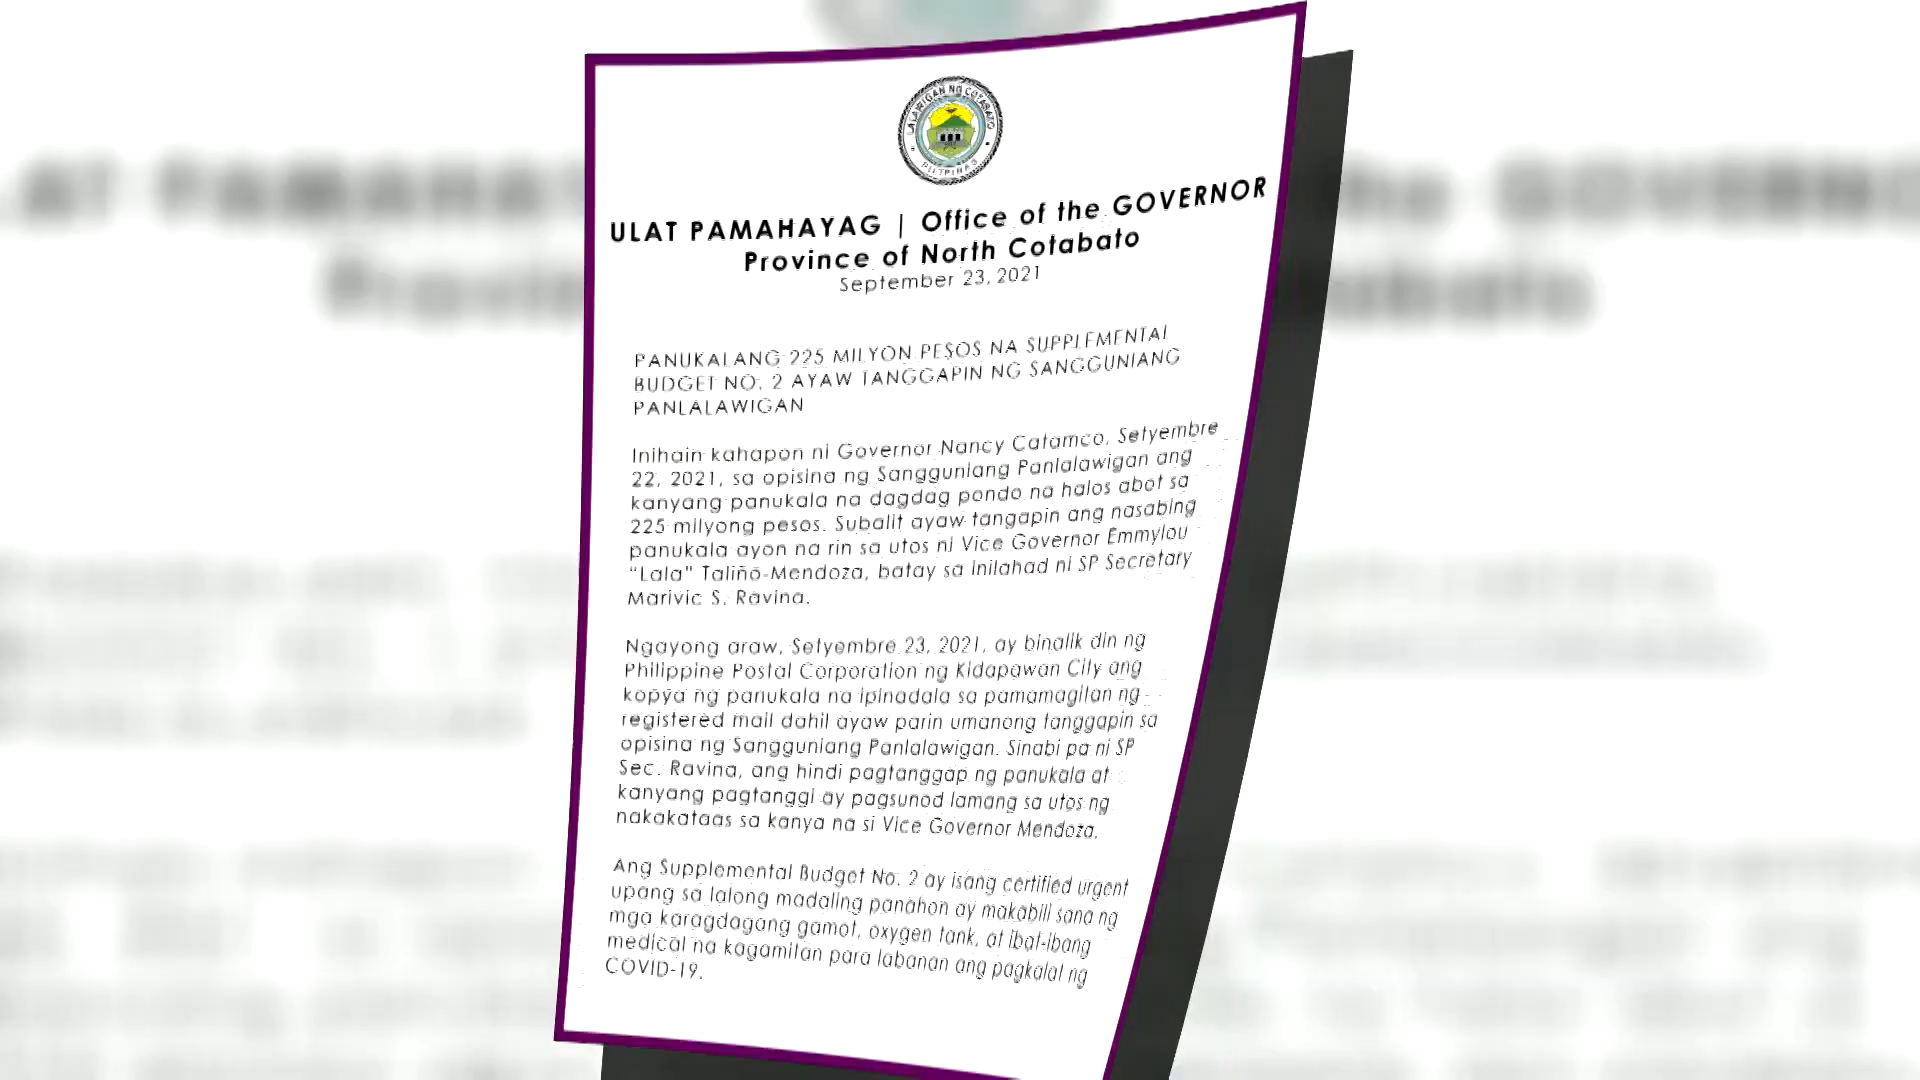 LALAWIGAN NG COTABATO
PILIPINAS
ULAT PAMAHAYAG | Office of the GOVERNOR
Province of North Cotabato
September 23, 2021
PANUKALANG 225 MILYON PESOS NA SUPPLEMENTAL
BUDGET NO. 2 AYAW TANGGAPIN NG SANGGUNIANG
PANLALAWIGAN
Inihain kahapon ni Governor Nancy Catamco, Setyembre
22, 2021, sa opisina ng Sangguniang Panlalawigan ang
kanyang panukala na dagdag pondo na halos abot sa
225 milyong pesos. Subalit ayaw tangapin ang nasabing
panukala ayon na rin sa utos ni Vice Governor Emmylou
“Lala” Taliño-Mendoza, batay sa inilahad ni SP Secretary
Marivic S. Ravina.
Ngayong araw, Setyembre 23, 2021, ay binalik din ng
Philippine Postal Corporation ng Kidapawan City ang
kopya ng panukala na ipinadala sa pamamagitan ng
registered mail dahil ayaw parin umanong tanggapin sa
opisina ng Sangguniang Panlalawigan. Sinabi pa ni SP
Sec. Ravina, ang hindi pagtanggap ng panukala at
kanyang pagtanggi ay pagsunod lamang sa utos ng
nakakataas sa kanya na si Vice Governor Mendoza.
Ang Supplemental Budget No. 2 ay isang certified urgent
upang sa lalong madaling panahon ay makabili sana ng
mga karagdagang gamot, oxygen tank, at ibat-ibang
medical na kagamitan para labanan ang pagkalat ng
COVID-19.